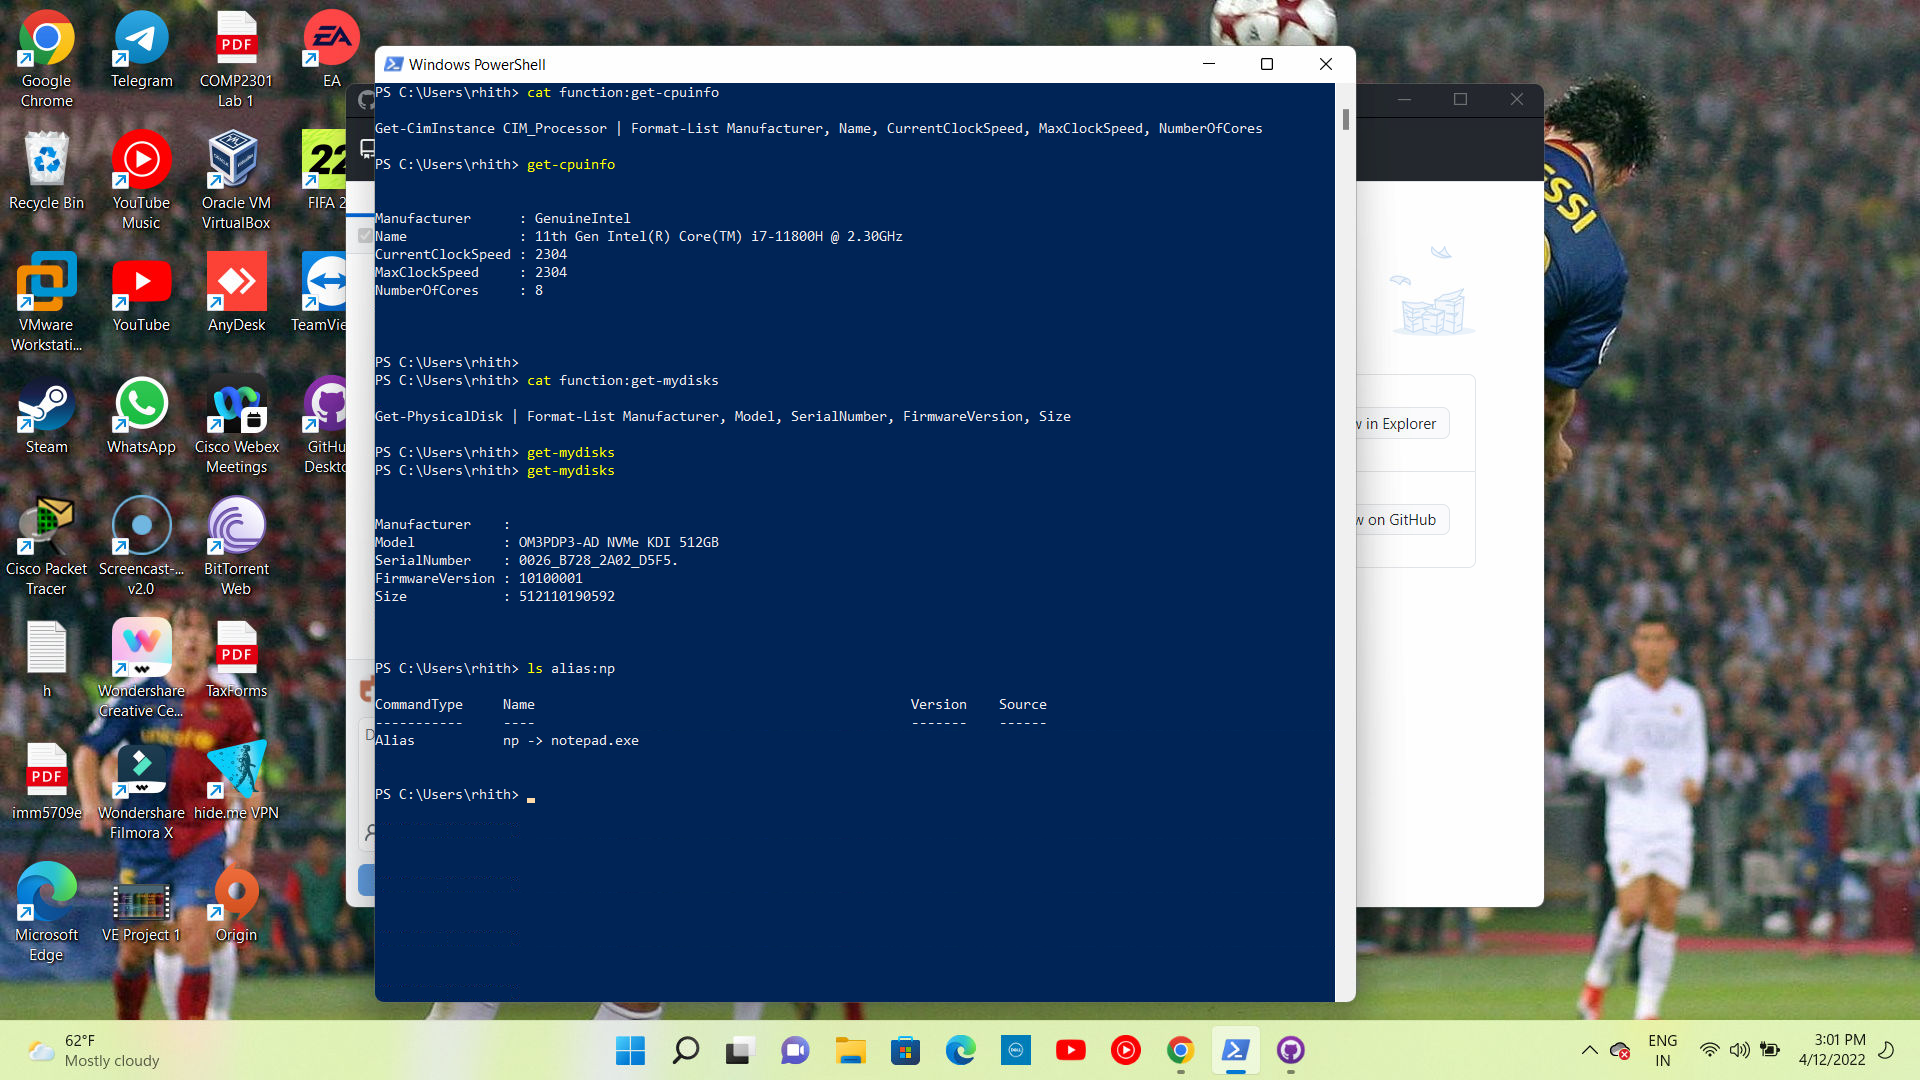 Google
Chrome
Telegram
COMP2301
Lab 1
EA
Recycle Bin
YouTube
Music
Oracle VM
VirtualBox
FIFA 2
VMware
Workstati...
YouTube
AnyDesk
TeamVie
Steam
WhatsApp
Cisco Webex
Meetings
GitHu
Deskto
Cisco Packet
Tracer
Screencast-...
v2.0
BitTorrent
Web
h
Wondershare
Creative Ce...
TaxForms
imm5709e
Wondershare
Filmora X
hide.me VPN
Microsoft
Edge
VE Project 1
Origin
PDF
EA
22
PDF
PDF
Windows PowerShell
PS C:\Users\rhith> cat function:get-cpuinfo
Get-CimInstance CIM_Processor | Format-List Manufacturer, Name, CurrentClockSpeed, MaxClockSpeed, NumberOfCores
PS C:\Users\rhith> get-cpuinfo
Manufacturer      : GenuineIntel
Name              : 11th Gen Intel(R) Core(TM) i7-11800H @ 2.30GHz
CurrentClockSpeed : 2304
MaxClockSpeed     : 2304
NumberOfCores     : 8
PS C:\Users\rhith>
PS C:\Users\rhith> cat function:get-mydisks
Get-PhysicalDisk | Format-List Manufacturer, Model, SerialNumber, FirmwareVersion, Size
PS C:\Users\rhith> get-mydisks
PS C:\Users\rhith> get-mydisks
Manufacturer    :
Model           : OM3PDP3-AD NVMe KDI 512GB
SerialNumber    : 0026_B728_2A02_D5F5.
FirmwareVersion : 10100001
Size            : 512110190592
PS C:\Users\rhith> ls alias:np
CommandType     Name                                               Version    Source
-----------     ----                                               -------    ------
Alias           np -> notepad.exe
PS C:\Users\rhith>
w in Explorer
w on GitHub
D
ESSI
62°F
Mostly cloudy
DELL
ENG
IN
3:01 PM
4/12/2022